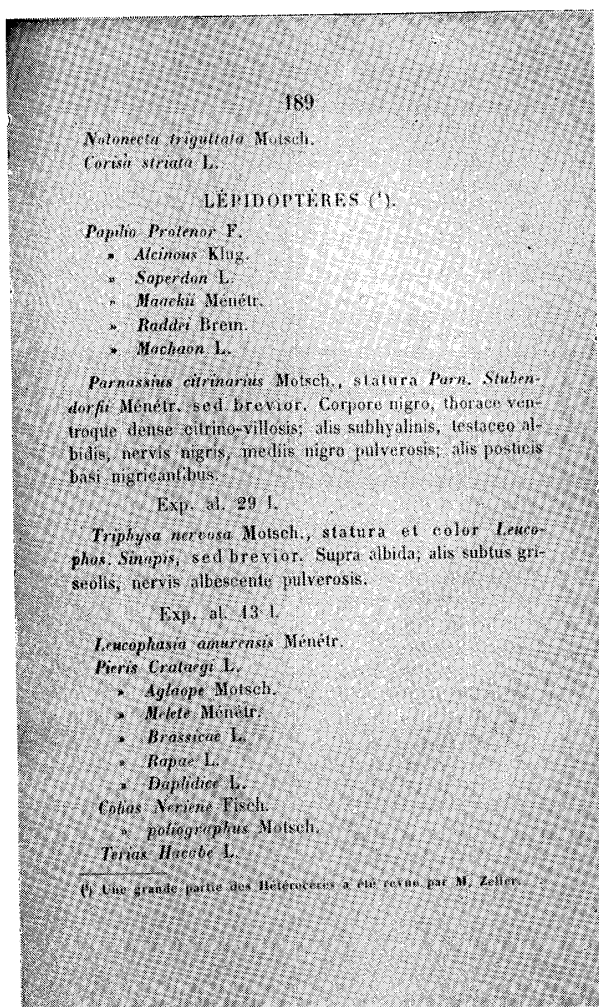 189
Notonecta triguttata Motsch.
Corisa striata L.
LÉPIDOPTÈRES (¹).
Papilio Protenor F.
» Alcinous Klug.
» Saperdon L.
» Maackii Ménétr.
» Raddei Brem.
» Machaon L.
Parnassius citrinarius Motsch., statura Parn. Stuben-
dorfii Ménétr. sed brevior. Corpore nigro, thorace ven-
troque dense citrino-villosis; alis subhyalinis, testaceo al-
bidis, nervis nigris, mediis nigro pulverosis; alis posticis
basi nigricantibus.
Exp. al. 29 l.
Triphysa nervosa Motsch., statura et color Leuco-
phas. Sinapis, sed brevior. Supra albida; alis subtus gri-
seolis, nervis albescente pulverosis.
Exp. al. 13 l.
Leucophasia amurensis Ménétr.
Pieris Crataegi L.
» Aglaope Motsch.
» Melete Ménétr.
» Brassicae L.
» Rapae L.
» Daplidice L.
Colias Neriene Fisch.
» poliographus Motsch.
Terias Hecabe L.
(¹) Une grande partie des Hétérocères a été revue par M. Zeller.